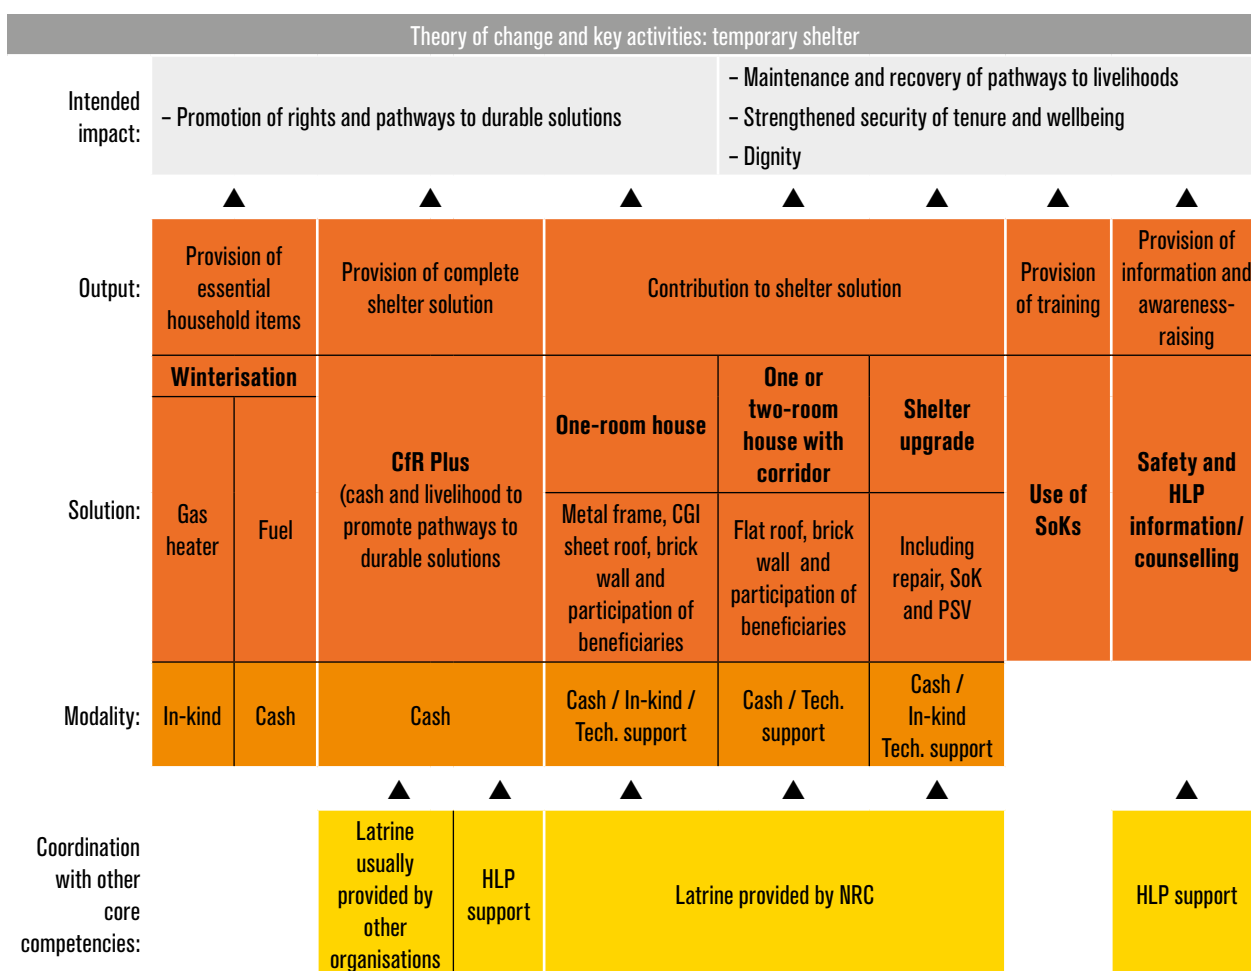 Theory of change and key activities: temporary shelter
Intended
impact:
– Promotion of rights and pathways to durable solutions
– Maintenance and recovery of pathways to livelihoods
– Strengthened security of tenure and wellbeing
– Dignity
Output:
Provision of
essential
household items
Provision of complete
shelter solution
Contribution to shelter solution
Provision
of training
Provision of
information and
awareness-
raising
Solution:
Winterisation
Gas
heater
Fuel
CfR Plus
(cash and livelihood to
promote pathways to
durable solutions
One-room house
Metal frame, CGI
sheet roof, brick
wall and
participation of
beneficiaries
One or
two-room
house with
corridor
Flat roof, brick
wall and
participation of
beneficiaries
Shelter
upgrade
Including
repair, SoK
and PSV
Use of
SoKs
Safety and
HLP
information/
counselling
Modality:
In-kind
Cash
Cash
Cash / In-kind /
Tech. support
Cash / Tech.
support
Cash /
In-kind
Tech. support
Coordination
with other
core
competencies:
Latrine
usually
provided by
other
organisations
HLP
support
Latrine provided by NRC
HLP support